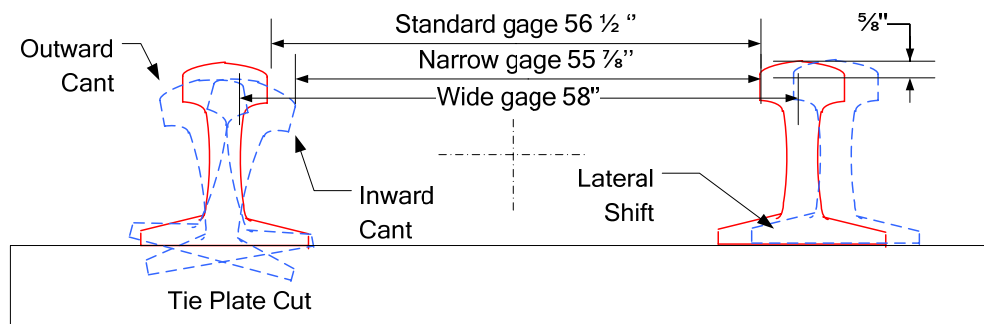 Standard gage 56 ½ ‘’
⅝"
Outward
Cant
Narrow gage 55 ⅞’’
Wide gage 58"
Inward
Cant
Lateral
Shift
Tie Plate Cut